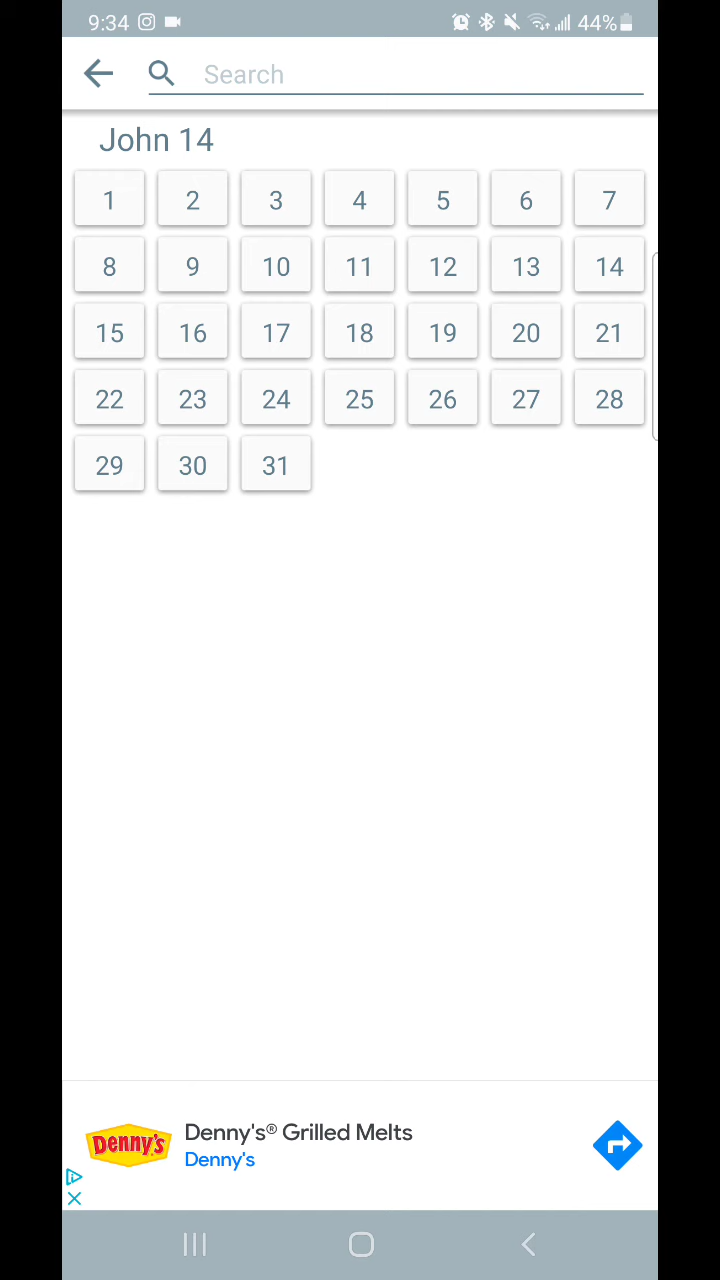 9:34 44%
Search
John 14
1 2 3 4 5 6 7
8 9 10 11 12 13 14
15 16 17 18 19 20 21
22 23 24 25 26 27 28
29 30 31
Denny's
Denny's® Grilled Melts
Denny's